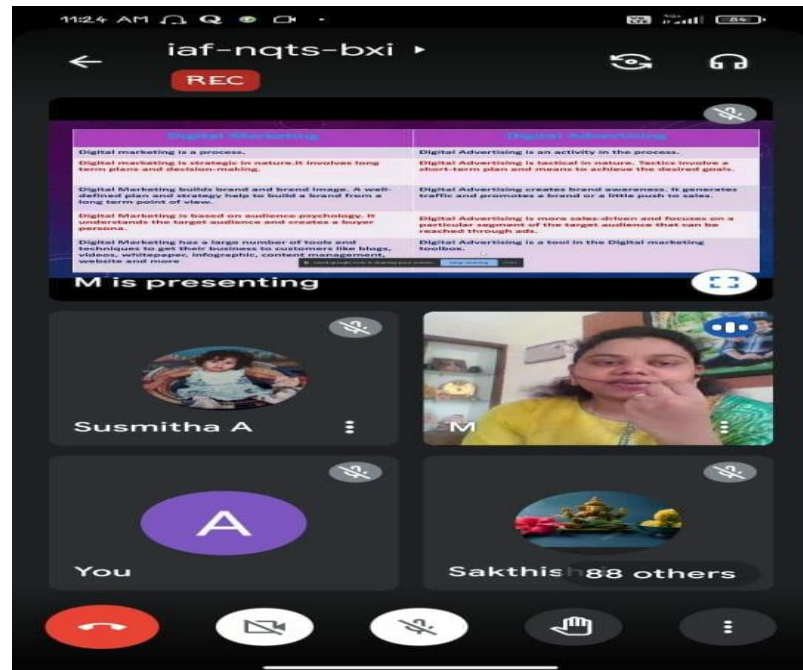 11:24 AM
84
iaf-nqts-bxi
REC
Digital Marketing
Digital Advertising
Digital marketing is a process.
Digital Advertising is an activity in the process.
Digital marketing is strategic in nature.It involves long
term plans and decision-making.
Digital Advertising is tactical in nature. Tactics involve a
short-term plan and means to achieve the desired goals.
Digital Marketing builds brand and brand image. A well-
defined plan and strategy help to build a brand from a
long term point of view.
Digital Advertising creates brand awareness. It generates
traffic and promotes a brand or a little push to sales.
Digital Marketing is based on audience psychology. It
understands the target audience and creates a buyer
persona.
Digital Advertising is more sales-driven and focuses on a
particular segment of the target audience that can be
reached through ads.
Digital Marketing has a large number of tools and
techniques to get their business to customers like blogs,
videos, whitepaper, infographic, content management,
website and more
Digital Advertising is a tool in the Digital marketing
toolbox.
M is presenting
Susmitha A
M
A
You
Sakthish
88 others